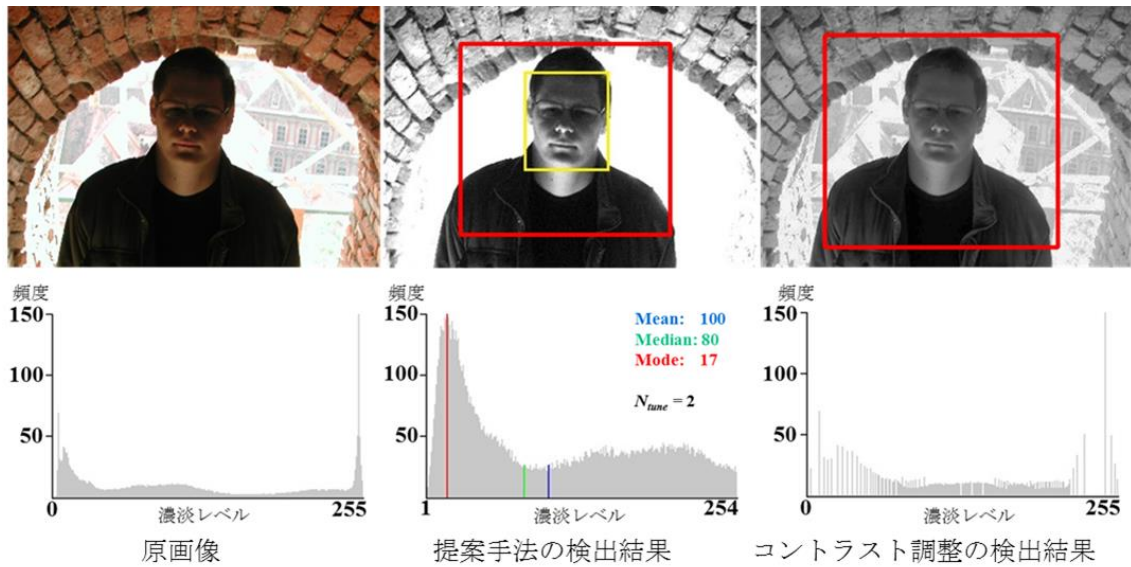 頻度
150
100
50
0
255
濃淡レベル
原画像
頻度
150
100
50
Mean: 100
Median: 80
Mode: 17
N_tune = 2
1
254
濃淡レベル
提案手法の検出結果
頻度
150
100
50
0
255
濃淡レベル
コントラスト調整の検出結果